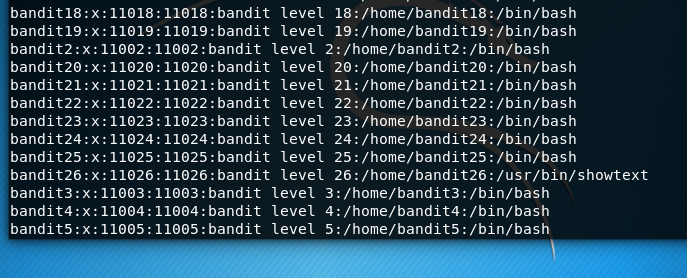 bandit18:x:11018:11018:bandit level 18:/home/bandit18:/bin/bash
bandit19:x:11019:11019:bandit level 19:/home/bandit19:/bin/bash
bandit2:x:11002:11002:bandit level 2:/home/bandit2:/bin/bash
bandit20:x:11020:11020:bandit level 20:/home/bandit20:/bin/bash
bandit21:x:11021:11021:bandit level 21:/home/bandit21:/bin/bash
bandit22:x:11022:11022:bandit level 22:/home/bandit22:/bin/bash
bandit23:x:11023:11023:bandit level 23:/home/bandit23:/bin/bash
bandit24:x:11024:11024:bandit level 24:/home/bandit24:/bin/bash
bandit25:x:11025:11025:bandit level 25:/home/bandit25:/bin/bash
bandit26:x:11026:11026:bandit level 26:/home/bandit26:/usr/bin/showtext
bandit3:x:11003:11003:bandit level 3:/home/bandit3:/bin/bash
bandit4:x:11004:11004:bandit level 4:/home/bandit4:/bin/bash
bandit5:x:11005:11005:bandit level 5:/home/bandit5:/bin/bash